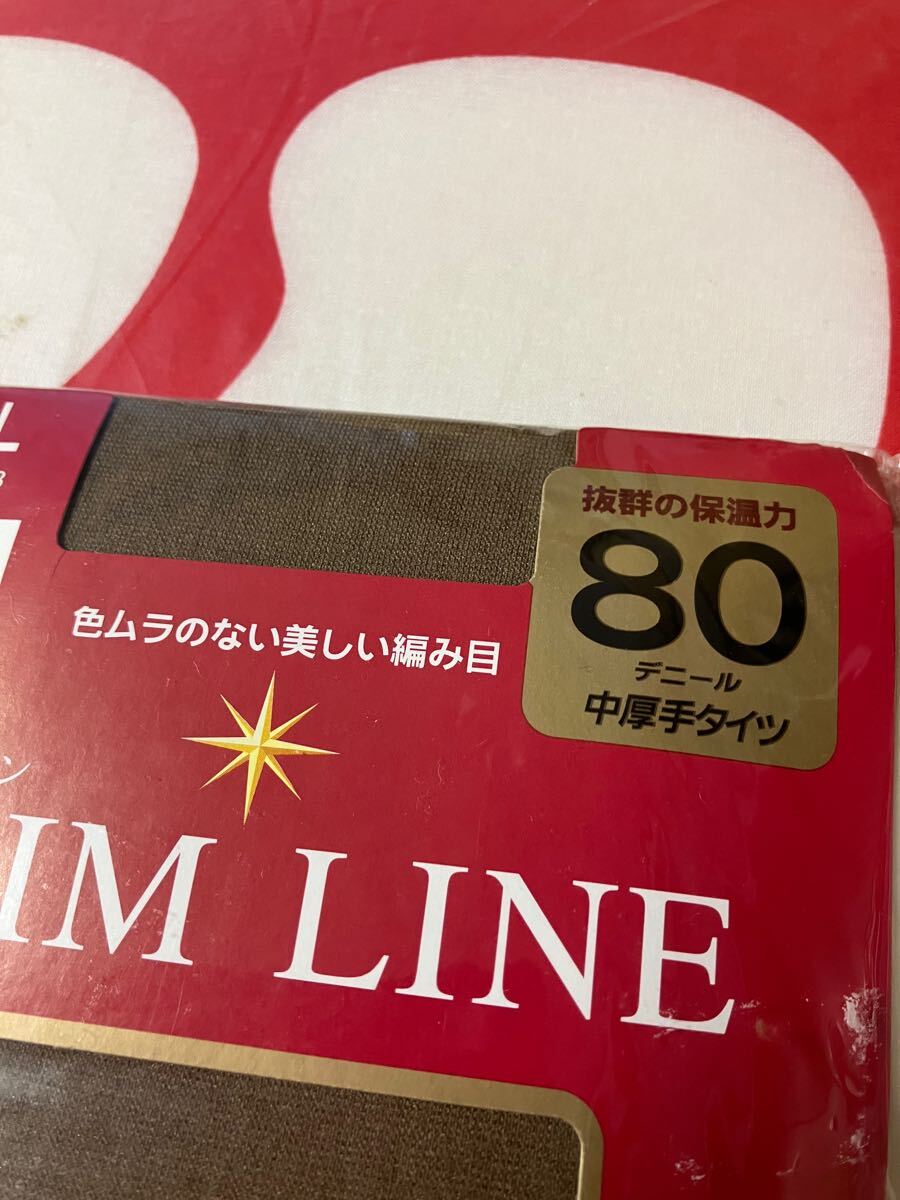 L
抜群の保温力
80
デニール
中厚手タイツ
色ムラのない美しい編み目
IM LINE